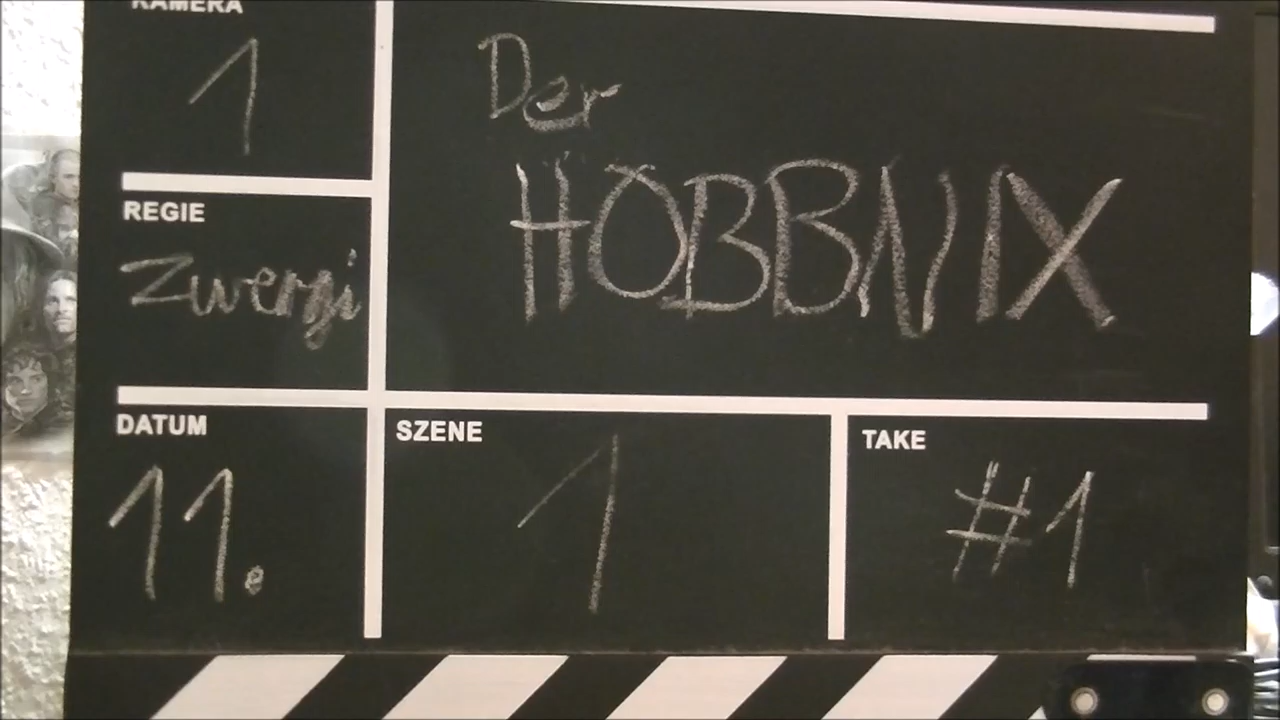 KAMERA
1
Der
HOBBNIX
REGIE
Zwergi
DATUM
11.
SZENE
1
TAKE
#1